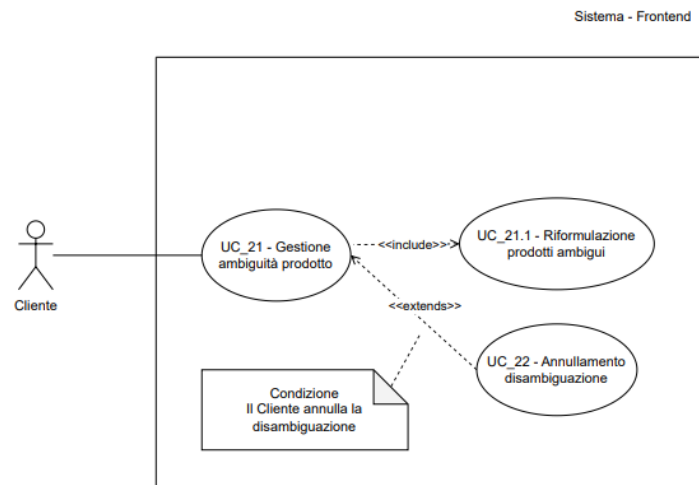 Sistema - Frontend
UC_21 - Gestione
ambiguità prodotto
<<include>>
UC_21.1 - Riformulazione
prodotti ambigui
Cliente
<<extends>>
UC_22 - Annullamento
disambiguazione
Condizione
Il Cliente annulla la
disambiguazione